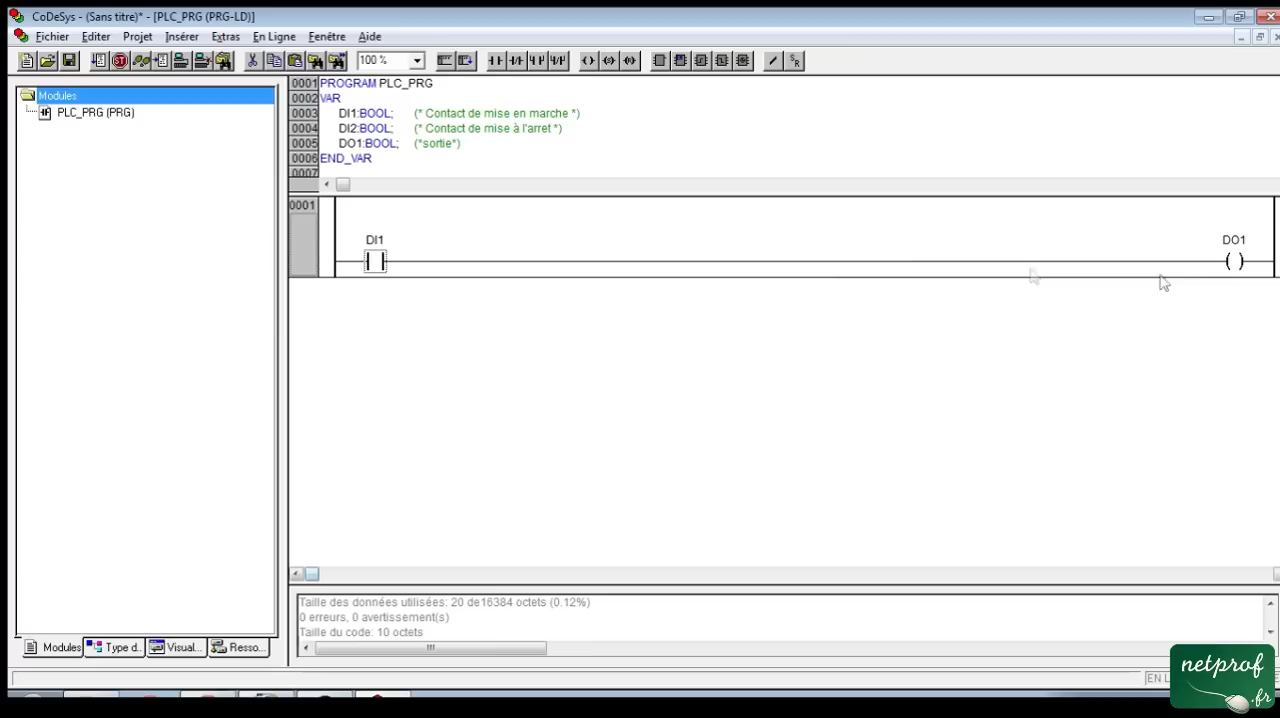 CoDeSys - (Sans titre)* - [PLC_PRG (PRG-LD)]
Fichier Editer Projet Insérer Extras En Ligne Fenêtre Aide
100 %
Modules
PLC_PRG (PRG)
0001 PROGRAM PLC_PRG
0002 VAR
0003 DI1:BOOL; (* Contact de mise en marche *)
0004 DI2:BOOL; (* Contact de mise à l'arret *)
0005 DO1:BOOL; (*sortie*)
0006 END_VAR
0007
0001
DI1 DO1
Taille des données utilisées: 20 de16384 octets (0.12%)
0 erreurs, 0 avertissement(s)
Taille du code: 10 octets
Modules Type d... Visual... Resso...
EN L
netprof
.fr